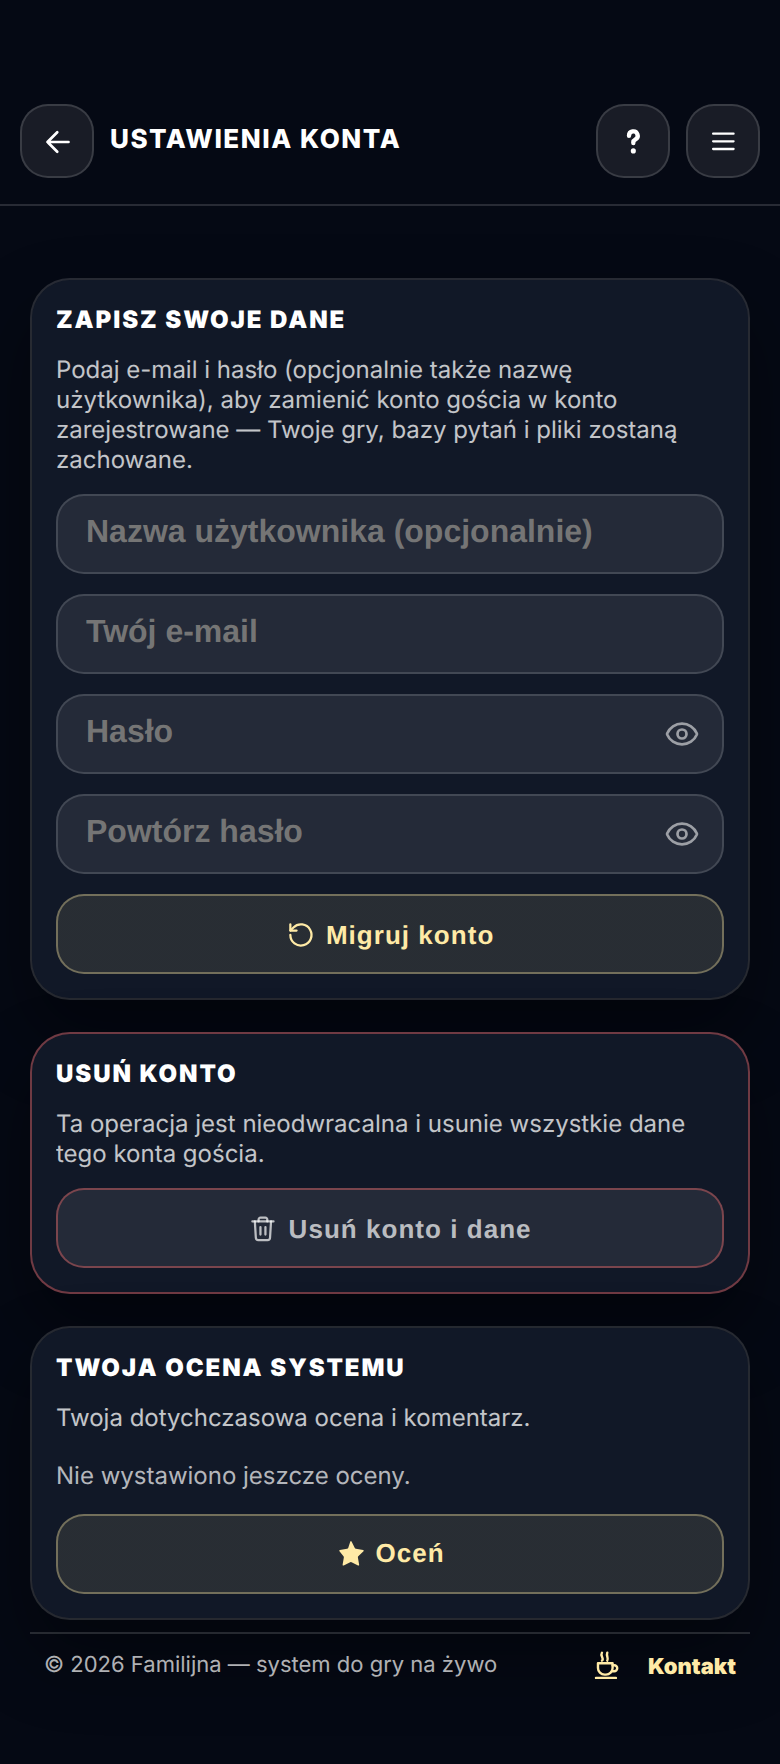 USTAWIENIA KONTA
?
ZAPISZ SWOJE DANE
Podaj e-mail i hasło (opcjonalnie także nazwę
użytkownika), aby zamienić konto gościa w konto
zarejestrowane — Twoje gry, bazy pytań i pliki zostaną
zachowane.
Nazwa użytkownika (opcjonalnie)
Twój e-mail
Hasło
Powtórz hasło
Migruj konto
USUŃ KONTO
Ta operacja jest nieodwracalna i usunie wszystkie dane
tego konta gościa.
Usuń konto i dane
TWOJA OCENA SYSTEMU
Twoja dotychczasowa ocena i komentarz.
Nie wystawiono jeszcze oceny.
Oceń
© 2026 Familijna — system do gry na żywo
Kontakt